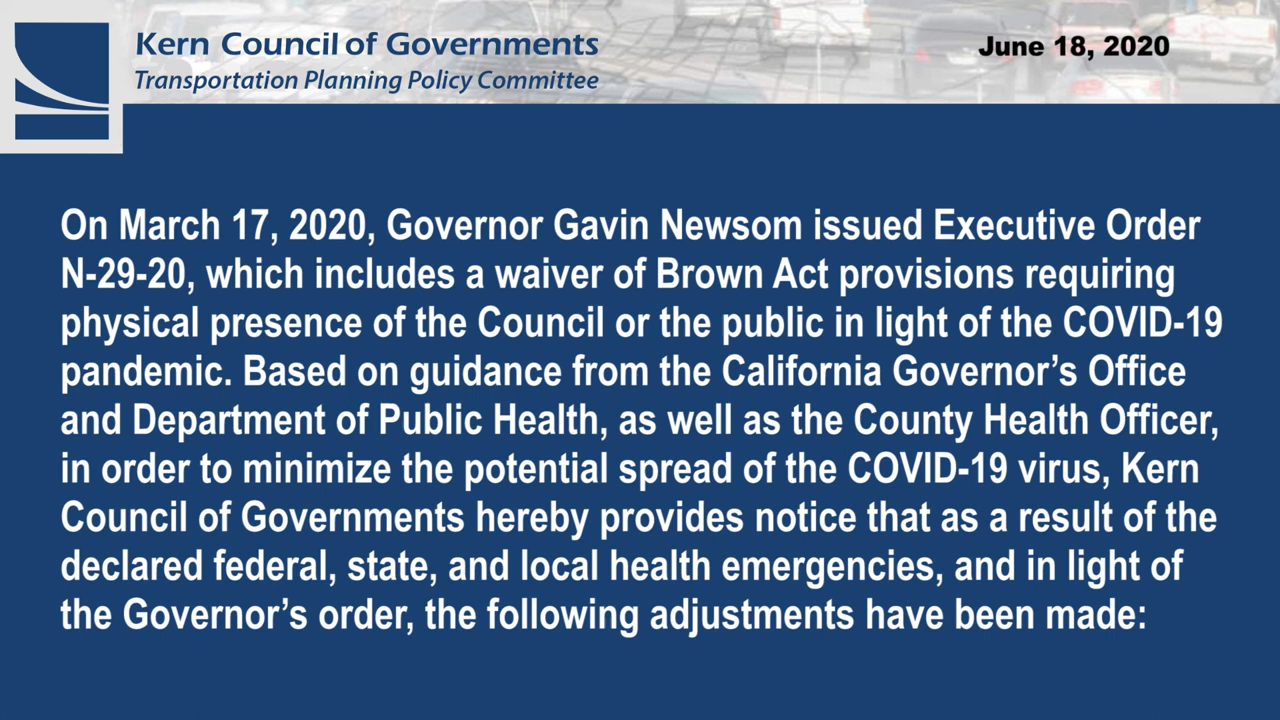 Kern Council of Governments
Transportation Planning Policy Committee
June 18, 2020
On March 17, 2020, Governor Gavin Newsom issued Executive Order
N-29-20, which includes a waiver of Brown Act provisions requiring
physical presence of the Council or the public in light of the COVID-19
pandemic. Based on guidance from the California Governor’s Office
and Department of Public Health, as well as the County Health Officer,
in order to minimize the potential spread of the COVID-19 virus, Kern
Council of Governments hereby provides notice that as a result of the
declared federal, state, and local health emergencies, and in light of
the Governor’s order, the following adjustments have been made: